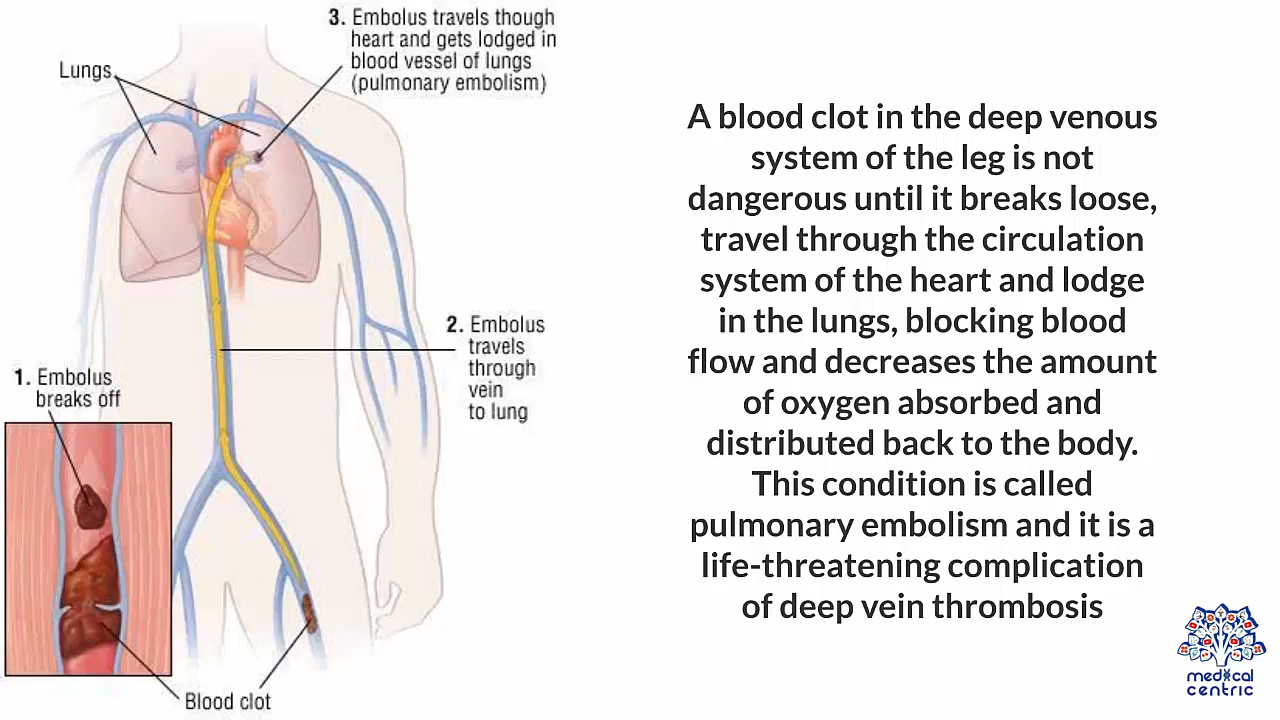 3. Embolus travels though
heart and gets lodged in
blood vessel of lungs
(pulmonary embolism)
Lungs
2. Embolus
travels
through
vein
to lung
1. Embolus
breaks off
Blood clot
A blood clot in the deep venous
system of the leg is not
dangerous until it breaks loose,
travel through the circulation
system of the heart and lodge
in the lungs, blocking blood
flow and decreases the amount
of oxygen absorbed and
distributed back to the body.
This condition is called
pulmonary embolism and it is a
life-threatening complication
of deep vein thrombosis
medical
centric